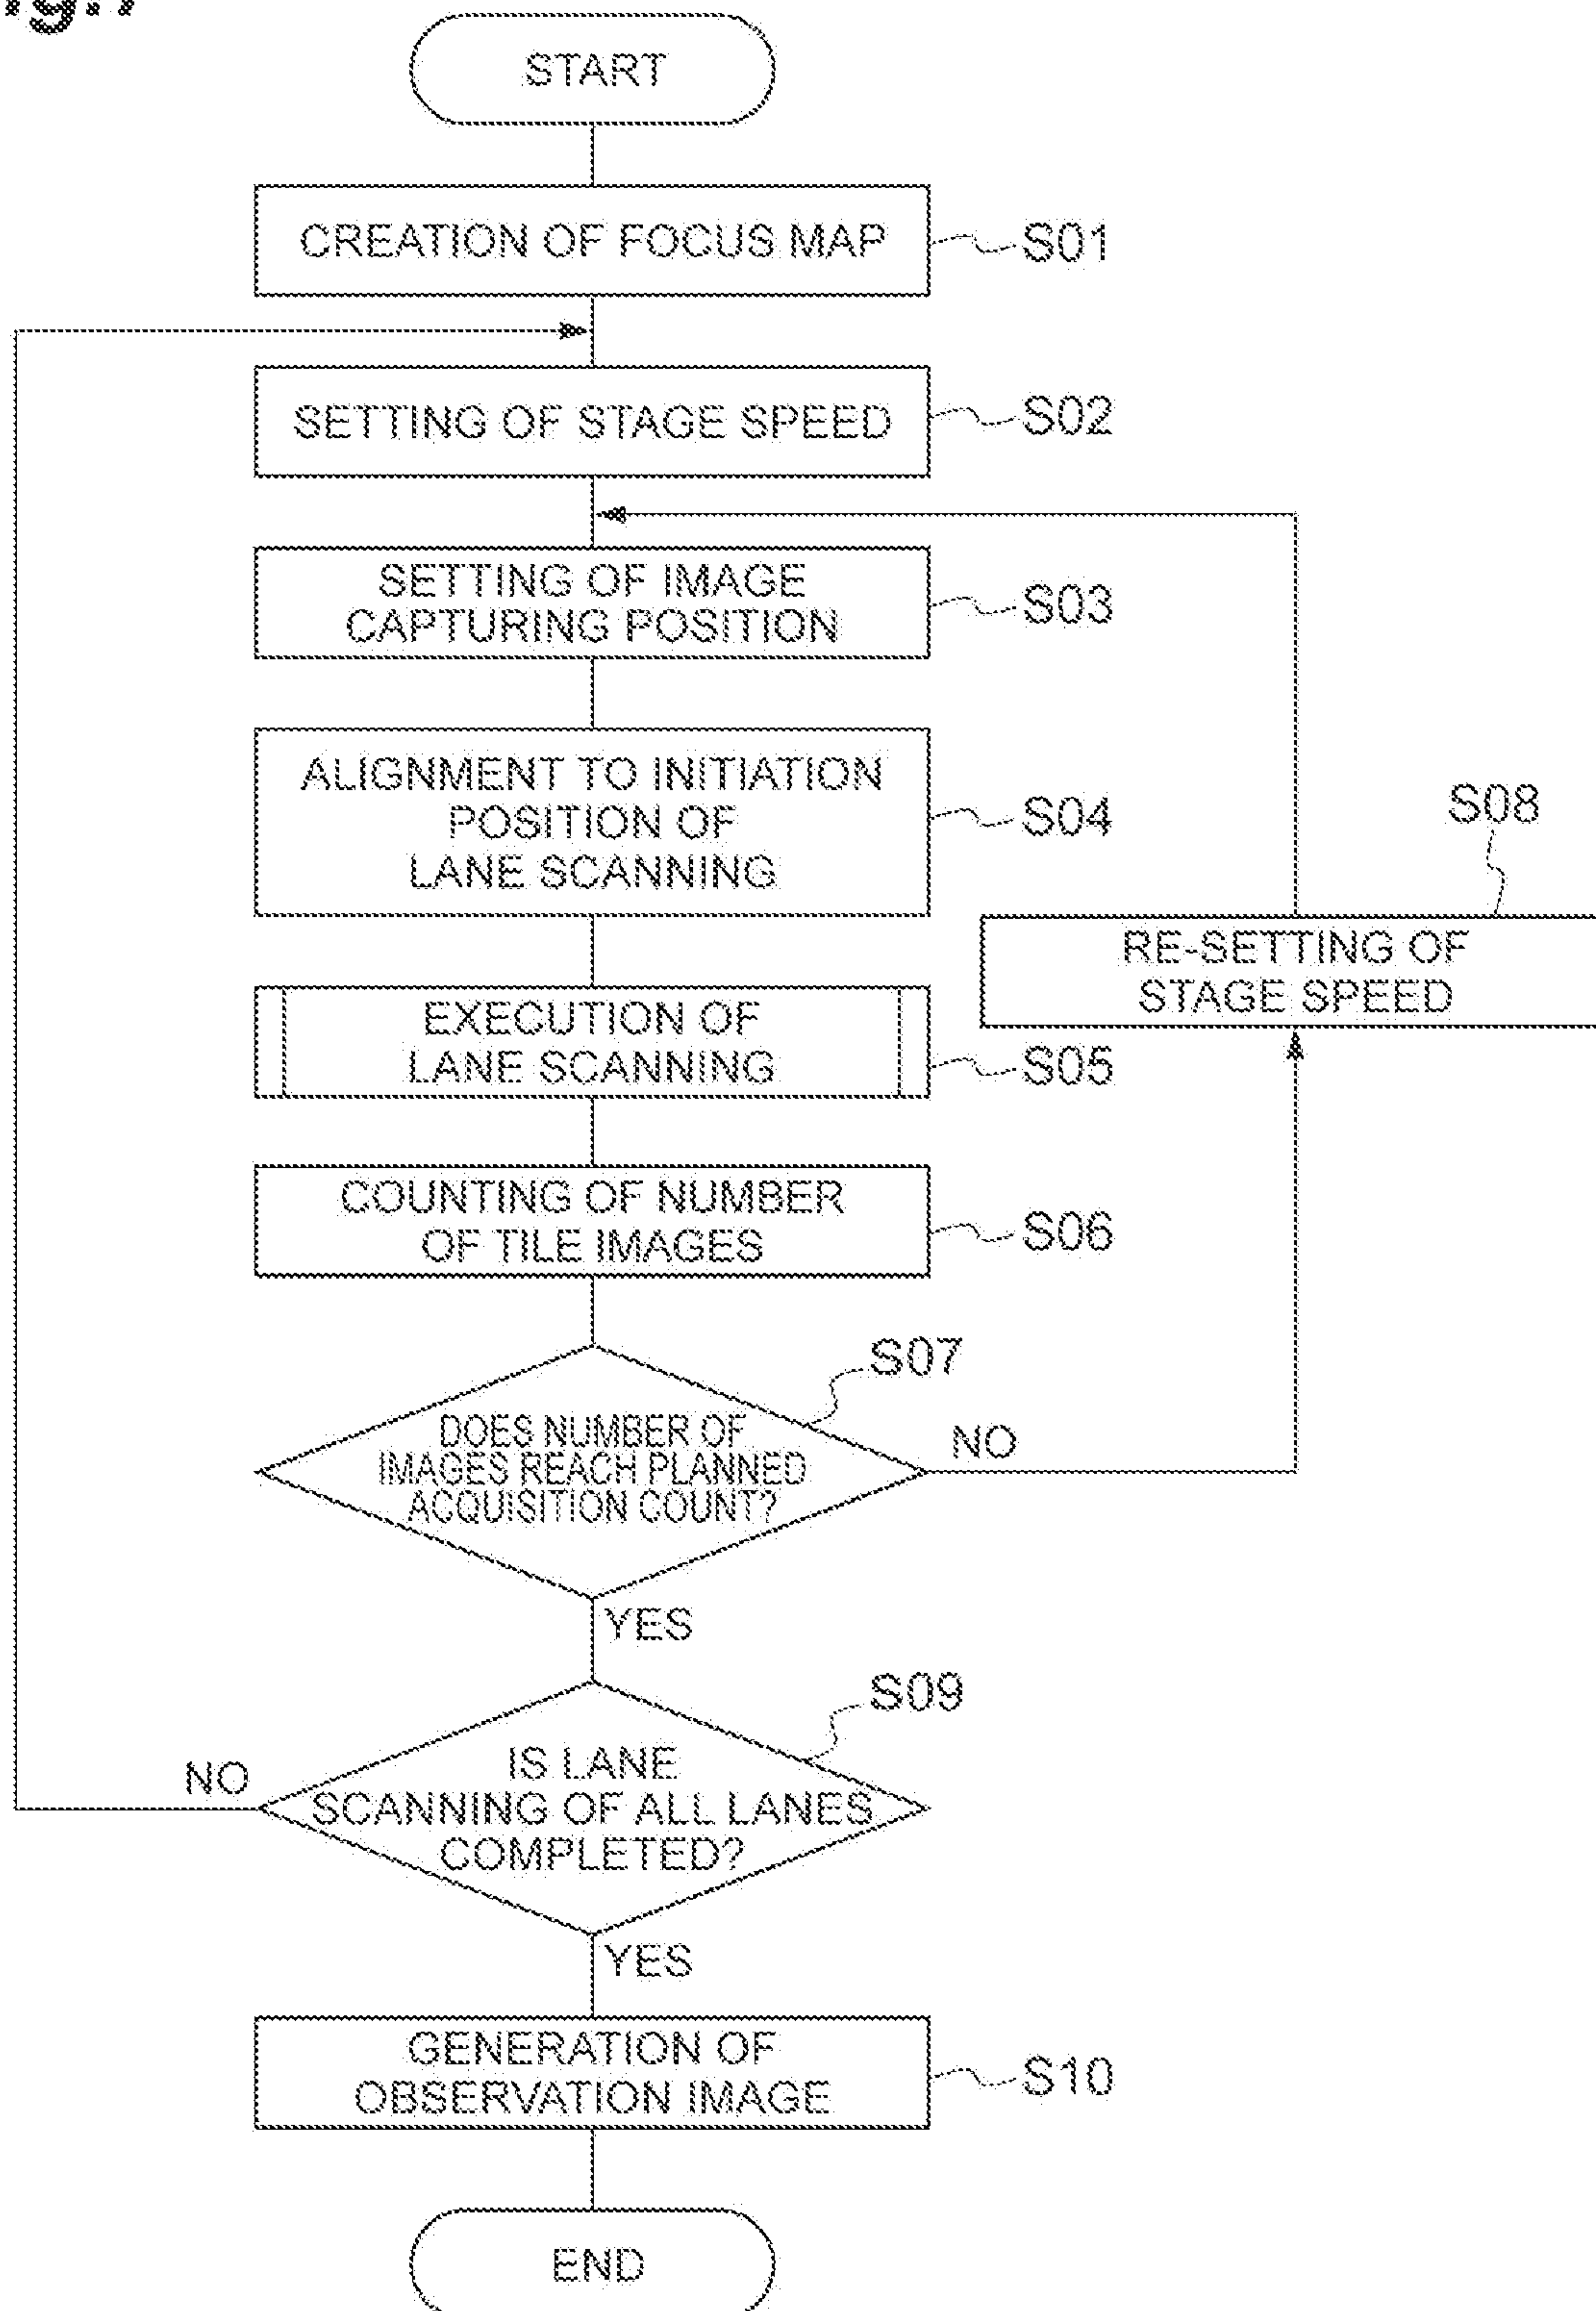 START
CREATION OF FOCUS MAP
S01
SETTING OF STAGE SPEED
S02
SETTING OF IMAGE
CAPTURING POSITION
S03
ALIGNMENT TO INITIATION
POSITION OF
LANE SCANNING
S04
S08
RE-SETTING OF
STAGE SPEED
EXECUTION OF
LANE SCANNING
S05
COUNTING OF NUMBER
OF TILE IMAGES
S06
S07
DOES NUMBER OF
IMAGES REACH PLANNED
ACQUISITION COUNT?
NO
YES
S09
IS LANE
SCANNING OF ALL LANES
COMPLETED?
NO
YES
GENERATION OF
OBSERVATION IMAGE
S10
END